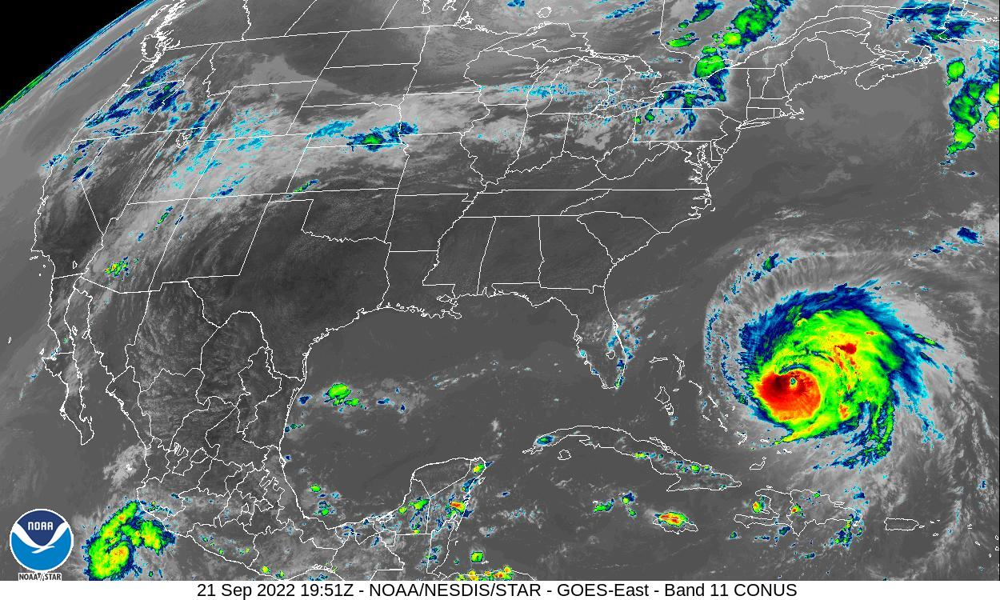 NOAA
NOAA/STAR
21 Sep 2022 19:51Z - NOAA/NESDIS/STAR - GOES-East - Band 11 CONUS